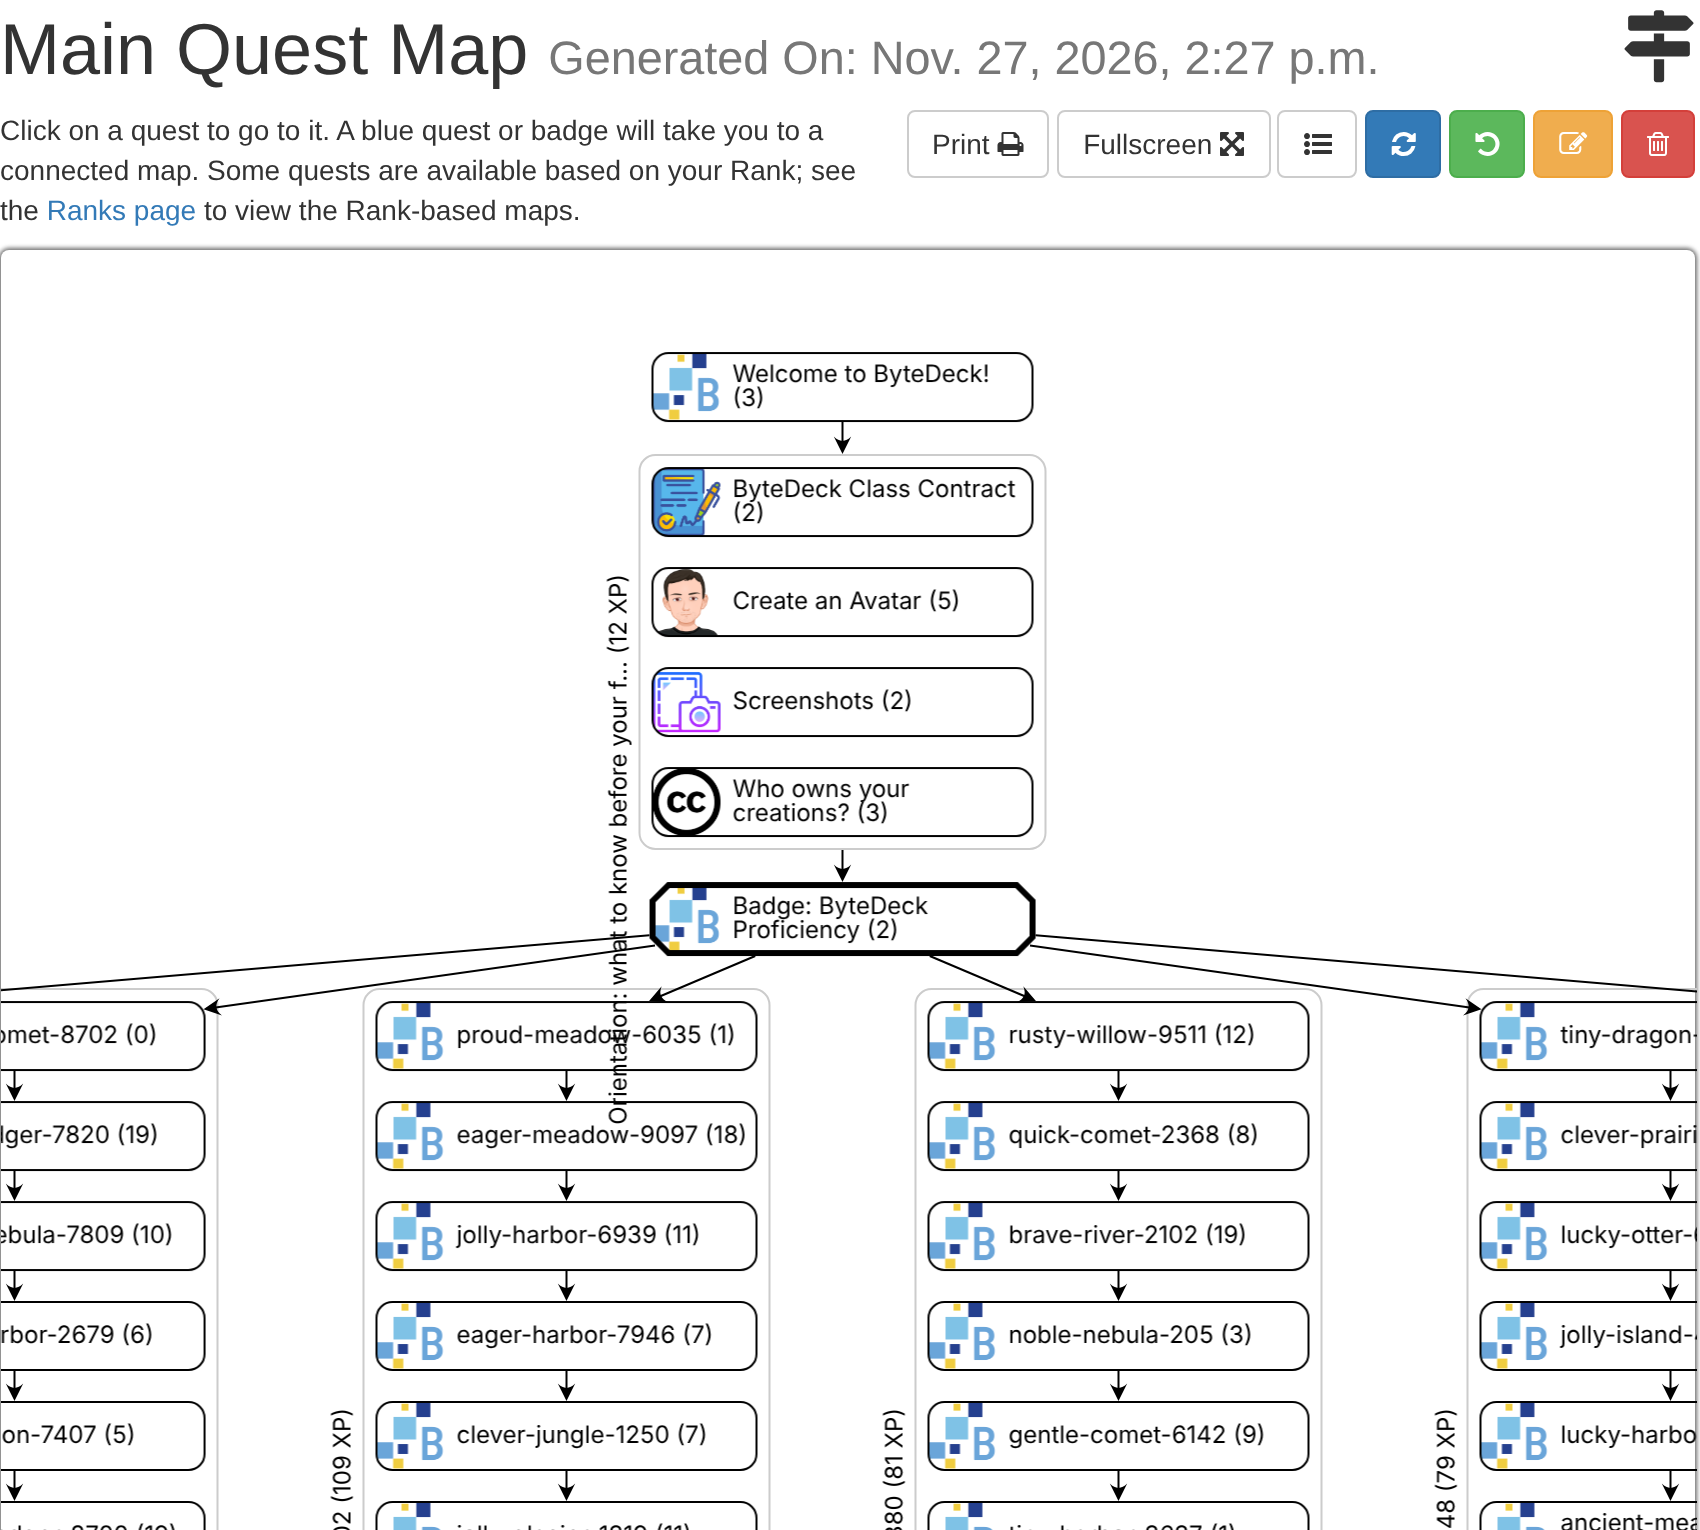 Main Quest Map Generated On: Nov. 27, 2026, 2:27 p.m.
Click on a quest to go to it. A blue quest or badge will take you to a
connected map. Some quests are available based on your Rank; see
the Ranks page to view the Rank-based maps.
Print
Fullscreen
Welcome to ByteDeck!
(3)
ByteDeck Class Contract
(2)
Create an Avatar (5)
Screenshots (2)
Who owns your
creations? (3)
Orientation: what to know before your f... (12 XP)
Badge: ByteDeck
Proficiency (2)
omet-8702 (0)
lger-7820 (19)
ebula-7809 (10)
rbor-2679 (6)
on-7407 (5)
proud-meadow-6035 (1)
eager-meadow-9097 (18)
jolly-harbor-6939 (11)
eager-harbor-7946 (7)
clever-jungle-1250 (7)
02 (109 XP)
rusty-willow-9511 (12)
quick-comet-2368 (8)
brave-river-2102 (19)
noble-nebula-205 (3)
gentle-comet-6142 (9)
380 (81 XP)
tiny-dragon-
clever-prairi
lucky-otter-
jolly-island-
lucky-harbo
ancient-mea
48 (79 XP)